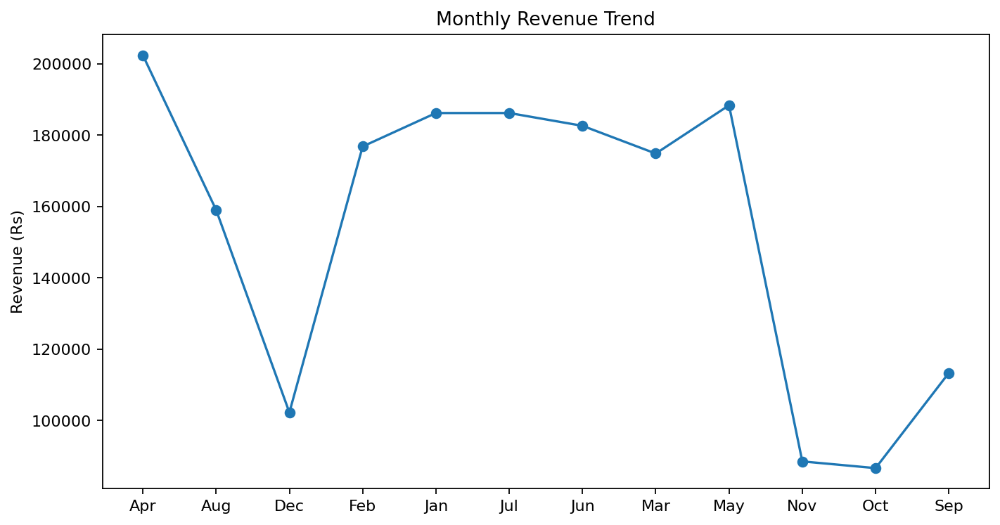 Monthly Revenue Trend
Revenue (Rs)
200000
180000
160000
140000
120000
100000
Apr Aug Dec Feb Jan Jul Jun Mar May Nov Oct Sep